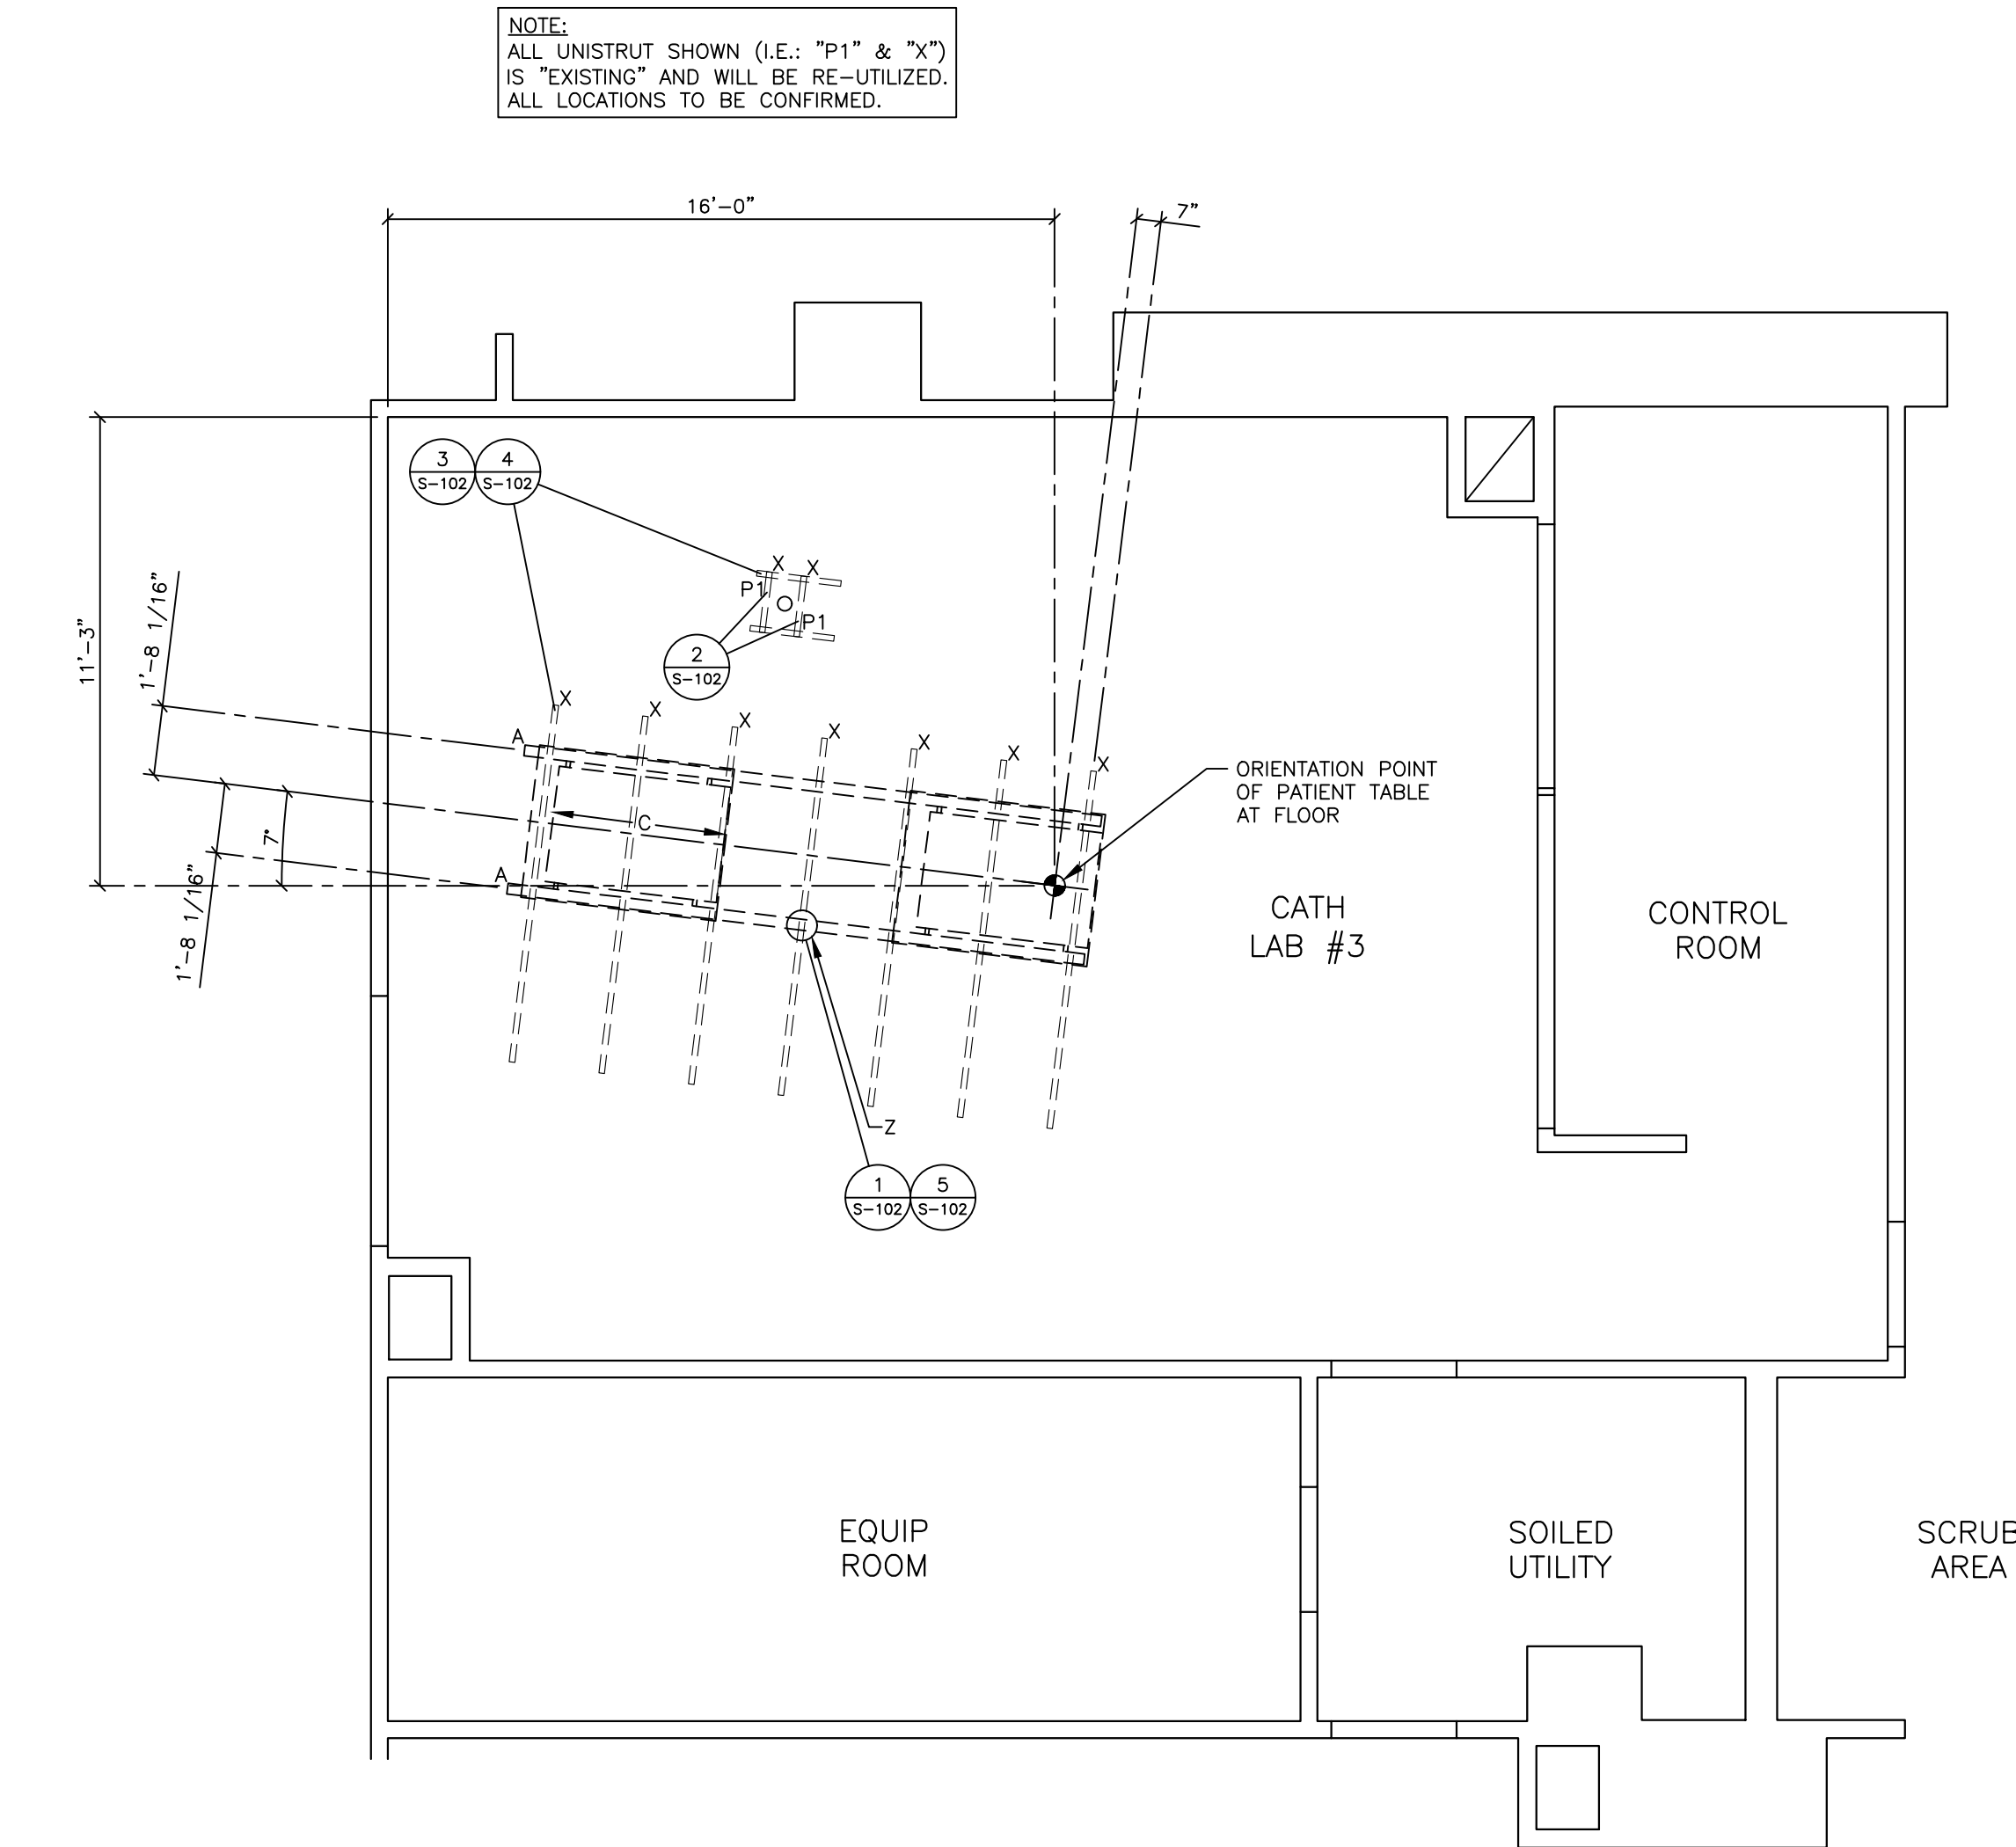 NOTE:
ALL UNISTRUT SHOWN (I.E.: "P1" & "X")
IS "EXISTING" AND WILL BE RE-UTILIZED.
ALL LOCATIONS TO BE CONFIRMED.
16'-0"
7"
3
S-102
4
S-102
X
X
P1
P1
2
S-102
11'-3"
1'-8 1/16"
1'-8 1/16"
7°
X
X
X
X
X
X
X
A
A
C
ORIENTATION POINT
OF PATIENT TABLE
AT FLOOR
CATH
LAB #3
CONTROL
ROOM
Z
1
S-102
5
S-102
EQUIP
ROOM
SOILED
UTILITY
SCRUB
AREA